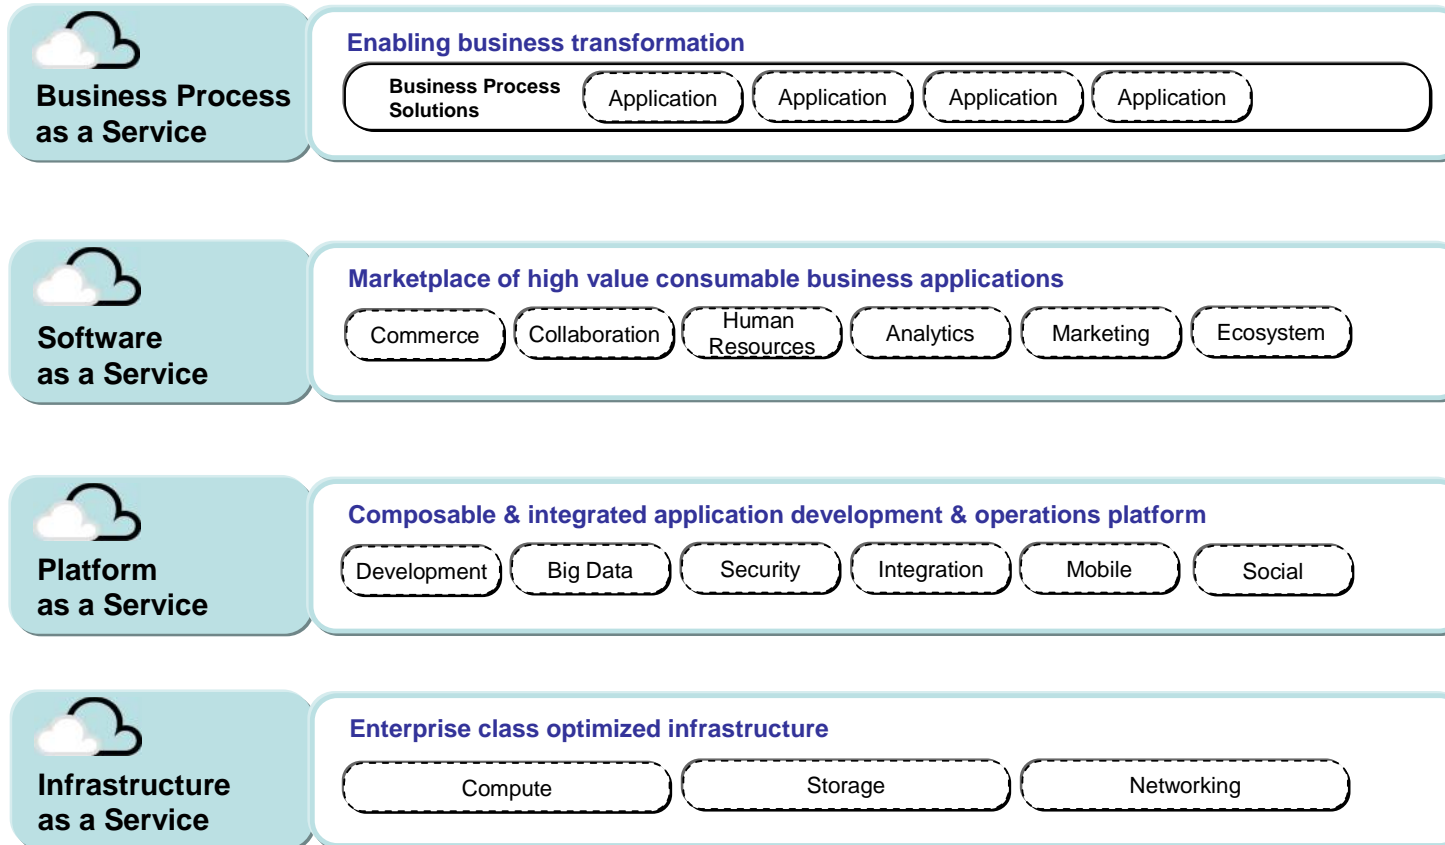 Business Process
as a Service
Enabling business transformation
Business Process
Solutions
Application
Application
Application
Application
Software
as a Service
Marketplace of high value consumable business applications
Commerce
Collaboration
Human
Resources
Analytics
Marketing
Ecosystem
Platform
as a Service
Composable & integrated application development & operations platform
Development
Big Data
Security
Integration
Mobile
Social
Infrastructure
as a Service
Enterprise class optimized infrastructure
Compute
Storage
Networking